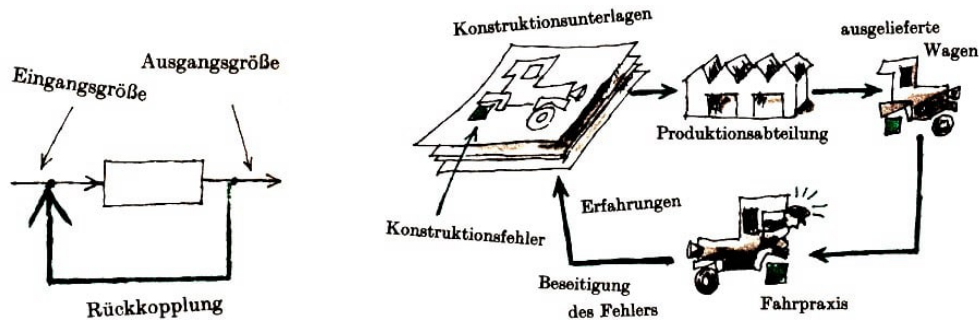 Eingangsgröße
Ausgangsgröße
Rückkopplung
Konstruktionsunterlagen
Konstruktionsfehler
Produktionsabteilung
ausgelieferte
Wagen
Fahrpraxis
Erfahrungen
Beseitigung
des Fehlers